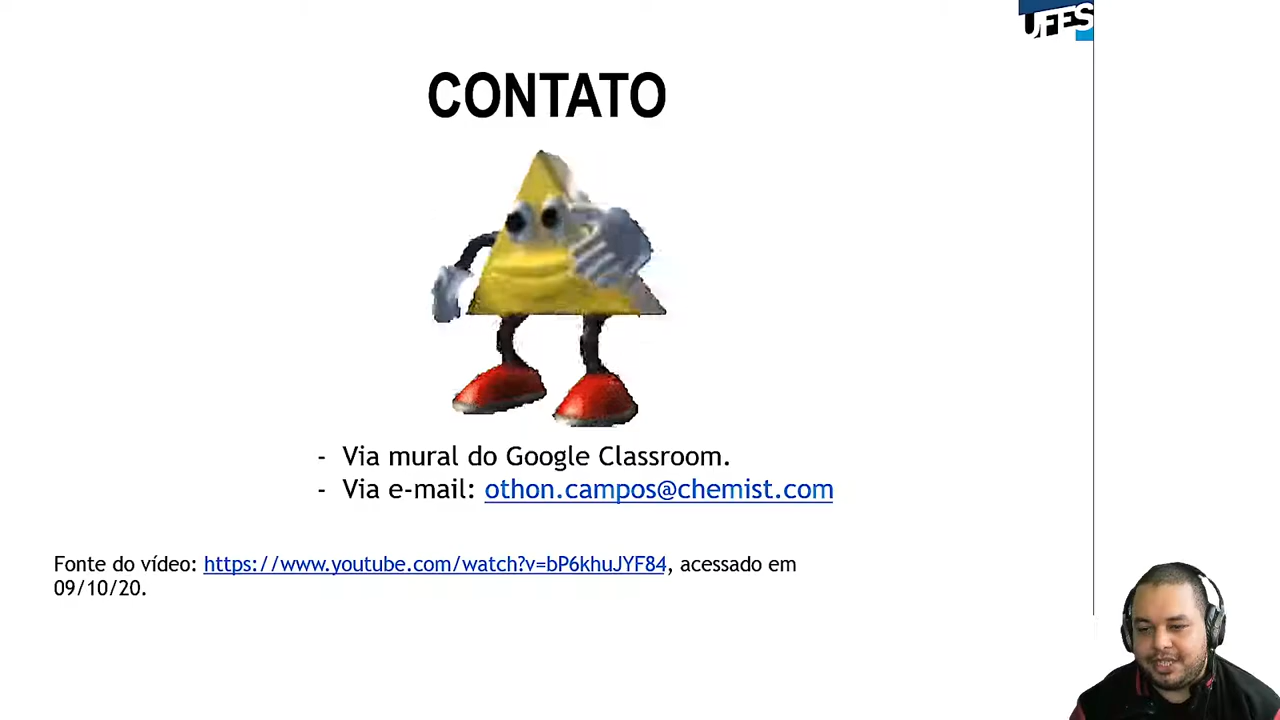 UFES
CONTATO
- Via mural do Google Classroom.
- Via e-mail: othon.campos@chemist.com
Fonte do vídeo: https://www.youtube.com/watch?v=bP6khuJYF84, acessado em
09/10/20.